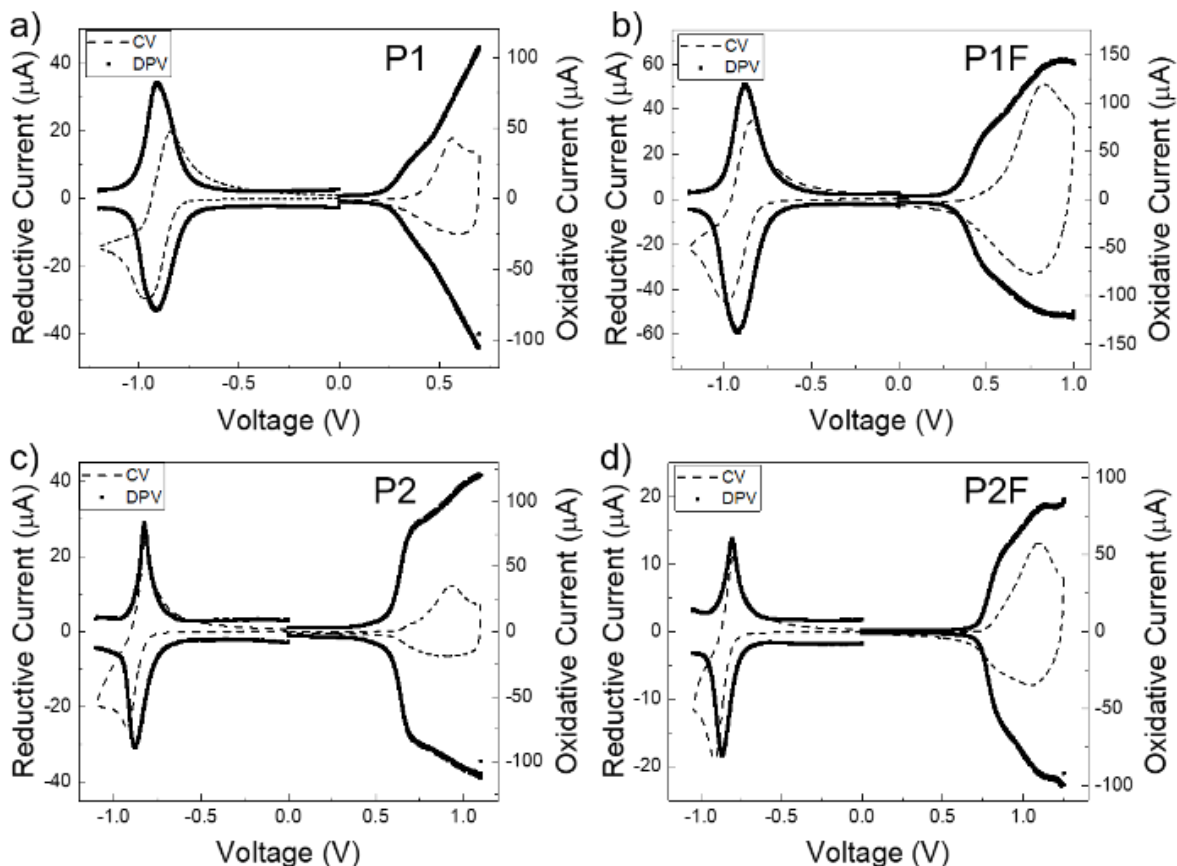 a)
CV
DPV
P1
40
20
0
-20
-40
100
50
0
-50
-100
Reductive Current (μA)
Oxidative Current (μA)
-1.0 -0.5 0.0 0.5
Voltage (V)
b)
CV
DPV
P1F
60
40
20
0
-20
-40
-60
150
125
100
75
50
25
0
-25
-50
-75
-100
-125
-150
Reductive Current (μA)
Oxidative Current (μA)
-1.0 -0.5 0.0 0.5 1.0
Voltage (V)
c)
CV
DPV
P2
40
20
0
-20
-40
100
50
0
-50
-100
Reductive Current (μA)
Oxidative Current (μA)
-1.0 -0.5 0.0 0.5 1.0
Voltage (V)
d)
CV
DPV
P2F
20
10
0
-10
-20
100
50
0
-50
-100
Reductive Current (μA)
Oxidative Current (μA)
-1.0 -0.5 0.0 0.5 1.0
Voltage (V)